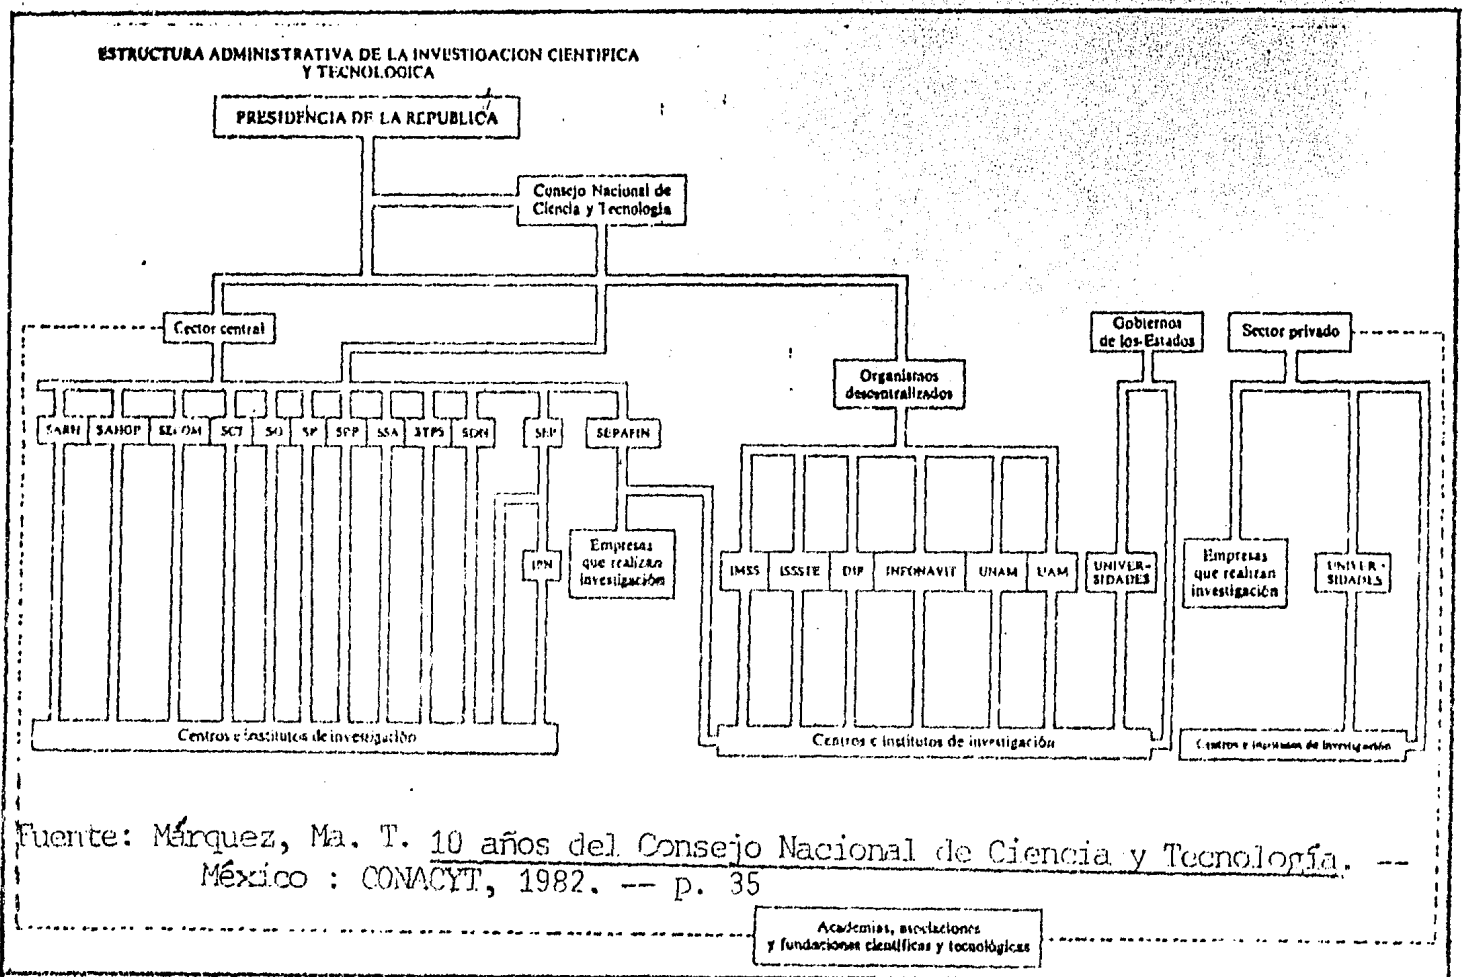 ESTRUCTURA ADMINISTRATIVA DE LA INVESTIGACION CIENTIFICA
Y TECNOLOGICA
PRESIDENCIA DE LA REPUBLICA
Consejo Nacional de
Ciencia y Tecnología
Cector central
Gobiernos
de los Estados
Sector privado
Organismos
descentralizados
SARH SAHOP SECOM SCT SG SP SPP SSA STPS SDN SEP SEPAFIN
IPN
Empresas
que realizan
investigación
IMSS ISSSTE DIF INFONAVIT UNAM UAM
UNIVER-
SIDADES
Empresas
que realizan
investigación
UNIVER-
SIDADES
Centros e institutos de investigación
Centros e institutos de investigación
Centros e institutos de investigación
Fuente: Márquez, Ma. T. 10 años del Consejo Nacional de Ciencia y Tecnología. --
México : CONACYT, 1982. -- p. 35
Academias, asociaciones
y fundaciones científicas y tecnológicas